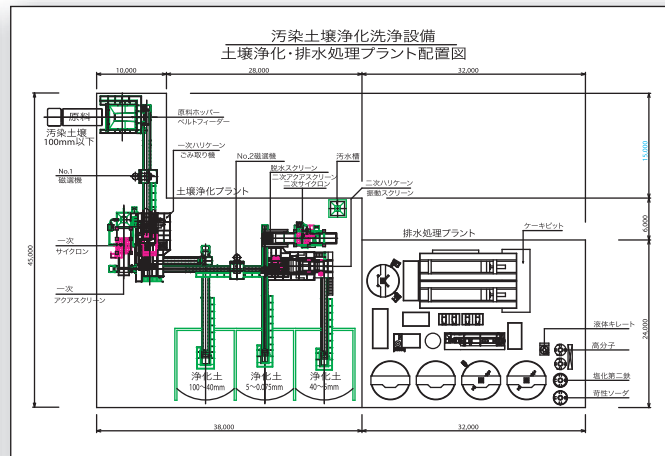 汚染土壌浄化洗浄設備
土壌浄化・排水処理プラント配置図
10,000
28,000
32,000
原料
汚染土壌
100mm以下
原料ホッパー
ベルトフィーダー
一次ハリケーン
ごみ取り機
No.2磁選機
脱水スクリーン
二次アクアスクリーン
二次サイクロン
汚水槽
No.1
磁選機
土壌浄化プラント
二次ハリケーン
振動スクリーン
15,000
6,000
24,000
45,000
排水処理プラント
ケーキピット
一次
サイクロン
一次
アクアスクリーン
液体キレート
高分子
塩化第二鉄
苛性ソーダ
浄化土
100~40mm
浄化土
5~0.075mm
浄化土
40~5mm
38,000
32,000